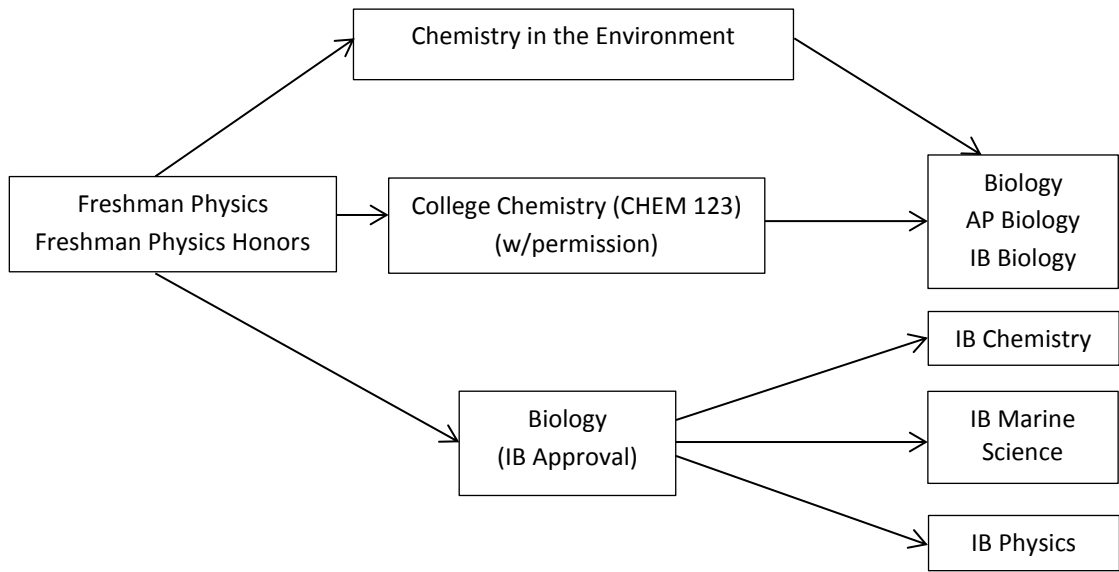 Chemistry in the Environment
Freshman Physics
Freshman Physics Honors
College Chemistry (CHEM 123)
(w/permission)
Biology
AP Biology
IB Biology
IB Chemistry
Biology
(IB Approval)
IB Marine
Science
IB Physics